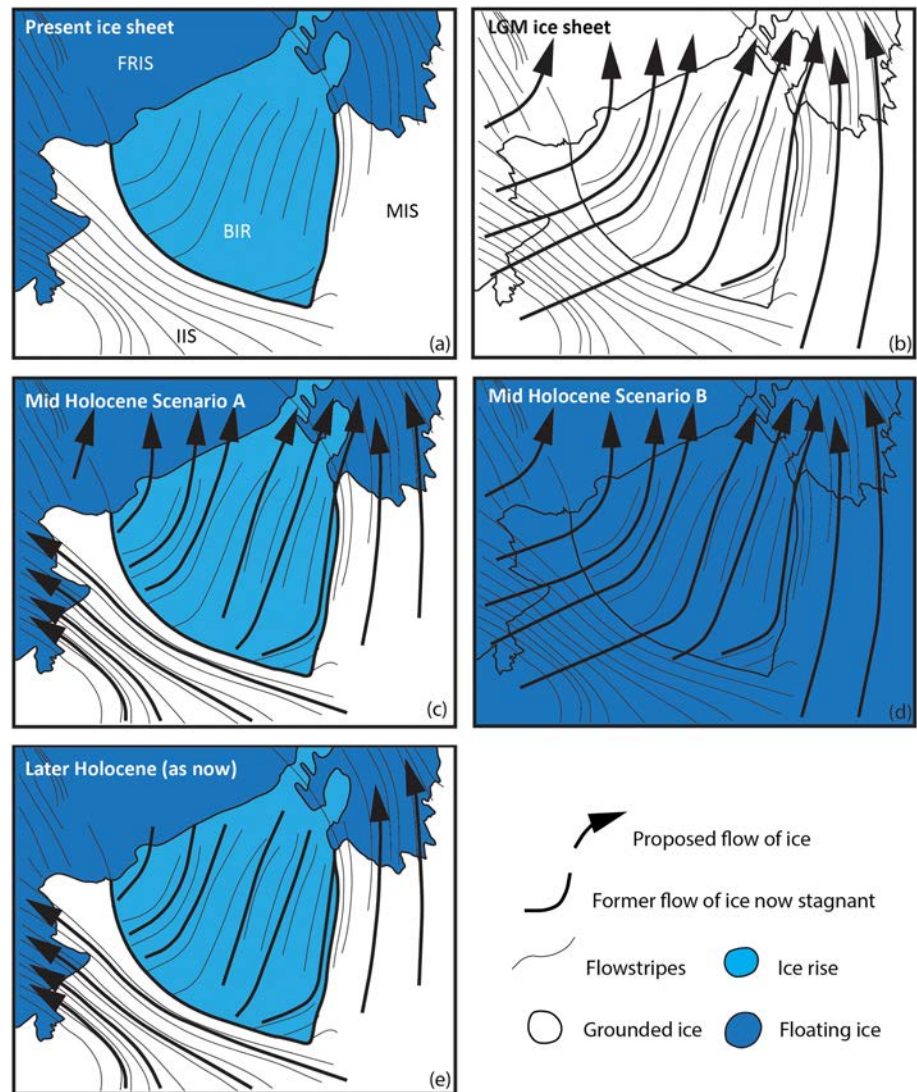 Present ice sheet
FRIS
MIS
BIR
IIS
(a)
LGM ice sheet
(b)
Mid Holocene Scenario A
(c)
Mid Holocene Scenario B
(d)
Later Holocene (as now)
(e)
Proposed flow of ice
Former flow of ice now stagnant
Flowstripes
Ice rise
Grounded ice
Floating ice